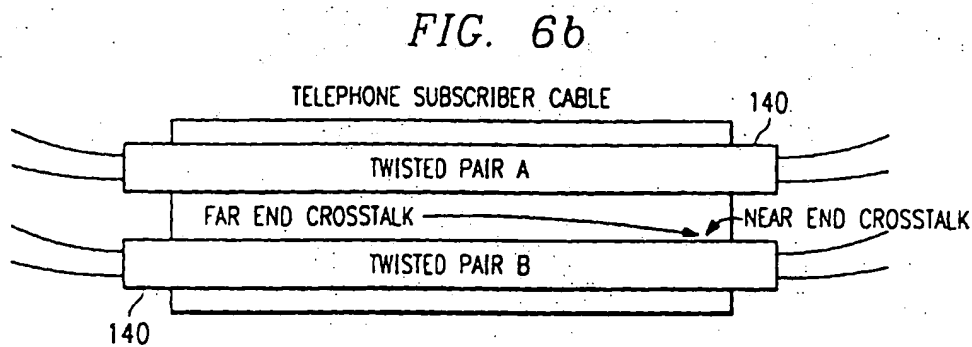 FIG. 6b
TELEPHONE SUBSCRIBER CABLE
140
TWISTED PAIR A
FAR END CROSSTALK
NEAR END CROSSTALK
TWISTED PAIR B
140